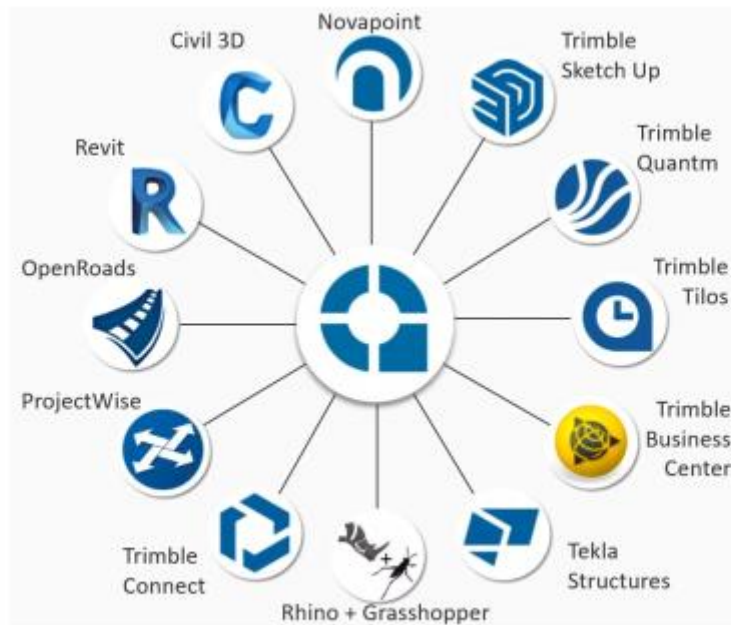 Novapoint
Civil 3D
Trimble
Sketch Up
Revit
Trimble
Quantm
OpenRoads
Trimble
Tilos
ProjectWise
Trimble
Business
Center
Trimble
Connect
Tekla
Structures
Rhino + Grasshopper